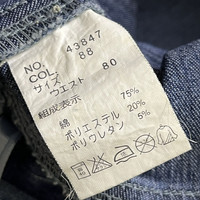 NO. 43847
COL. 88
サイズ
ウエスト 80
組成表示
綿 75%
ポリエステル 20%
ポリウレタン 5%